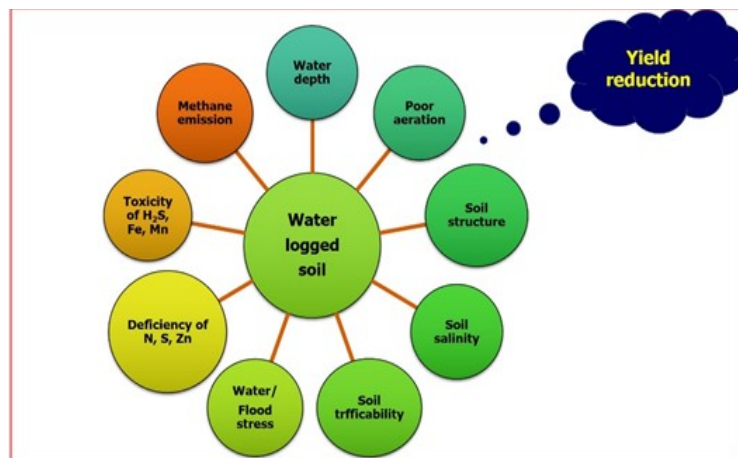 Yield
reduction
Water
depth
Methane
emission
Poor
aeration
Toxicity
of H₂S,
Fe, Mn
Water
logged
soil
Soil
structure
Deficiency of
N, S, Zn
Soil
salinity
Water/
Flood
stress
Soil
trfficability